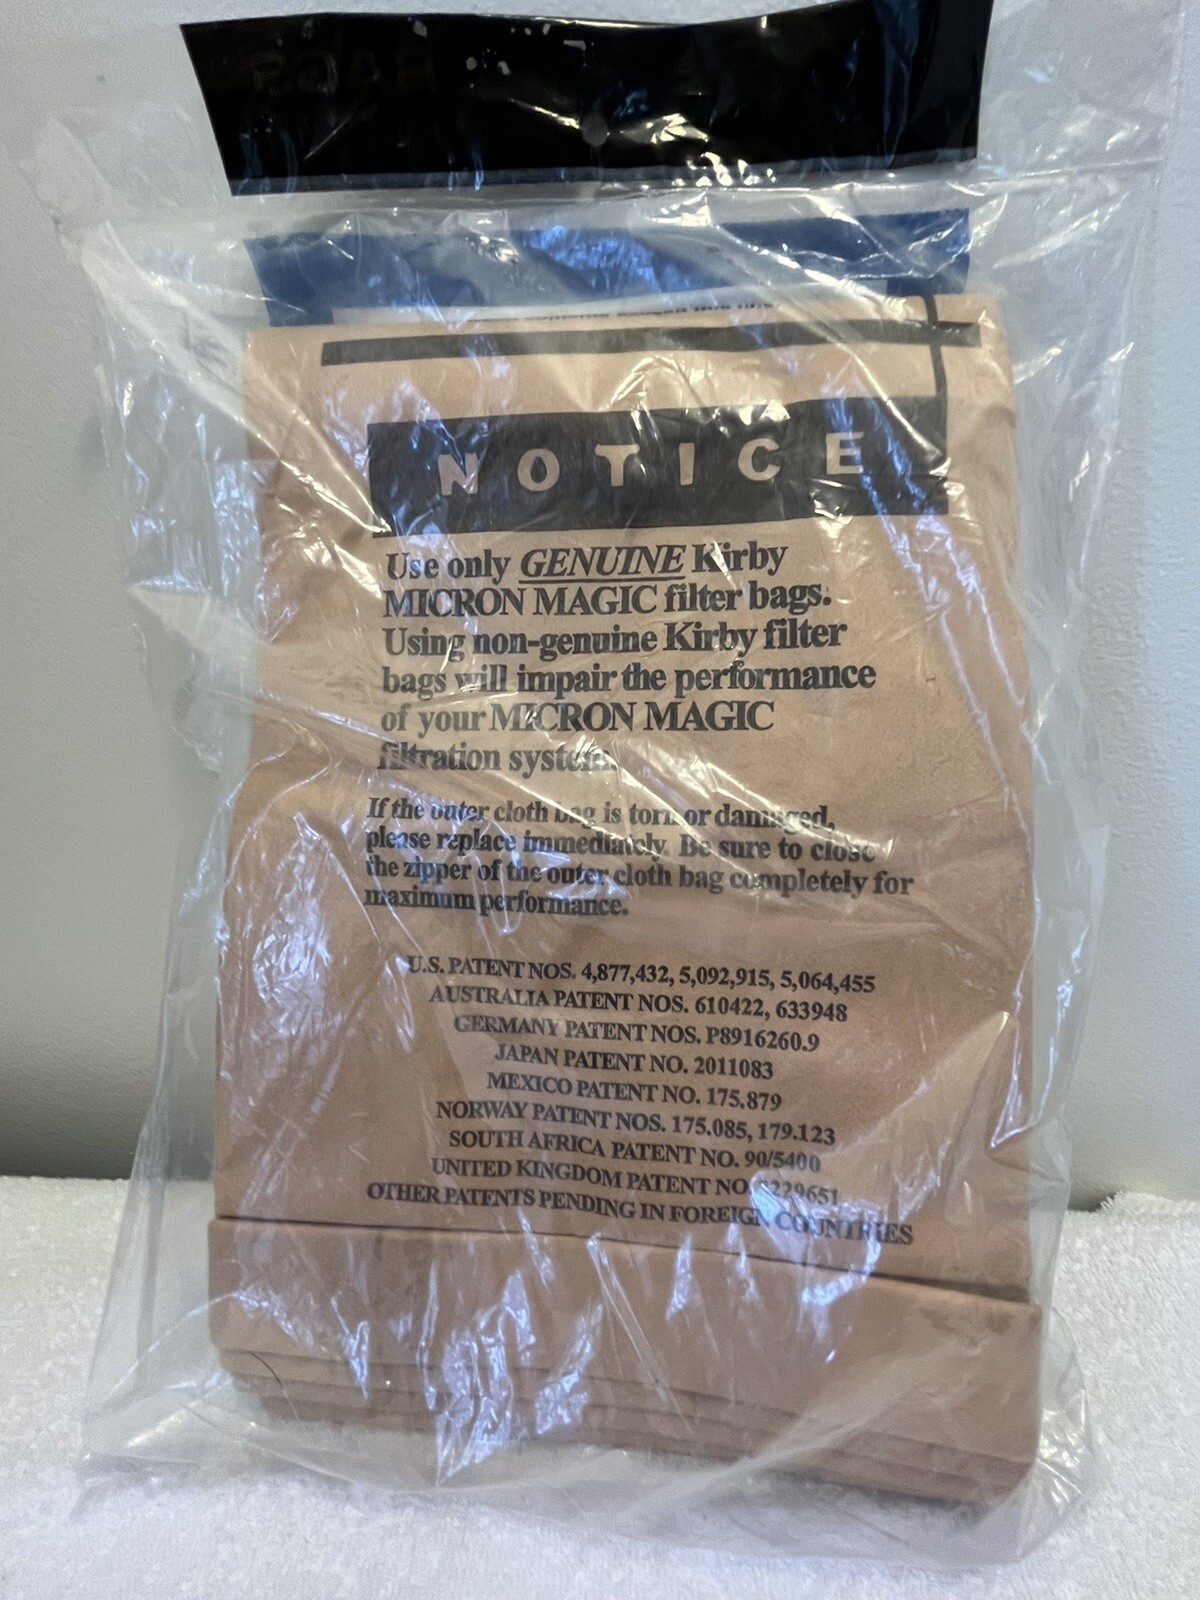 BAGS
NOTICE
Use only GENUINE Kirby
MICRON MAGIC filter bags.
Using non-genuine Kirby filter
bags will impair the performance
of your MICRON MAGIC
filtration system.
If the outer cloth bag is torn or damaged,
please replace immediately. Be sure to close
the zipper of the outer cloth bag completely for
maximum performance.
U.S. PATENT NOS. 4,877,432, 5,092,915, 5,064,455
AUSTRALIA PATENT NOS. 610422, 633948
GERMANY PATENT NOS. P8916260.9
JAPAN PATENT NO. 2011083
MEXICO PATENT NO. 175.879
NORWAY PATENT NOS. 175.085, 179.123
SOUTH AFRICA PATENT NO. 90/5400
UNITED KINGDOM PATENT NO.
OTHER PATENTS PENDING IN FOREIGN COUNTRIES